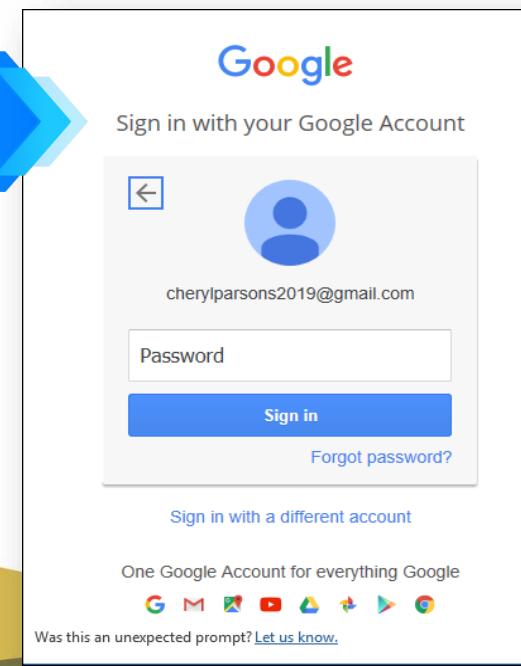 Google
Sign in with your Google Account
cherylparsons2019@gmail.com
Password
Sign in
Forgot password?
Sign in with a different account
One Google Account for everything Google
Was this an unexpected prompt? Let us know.